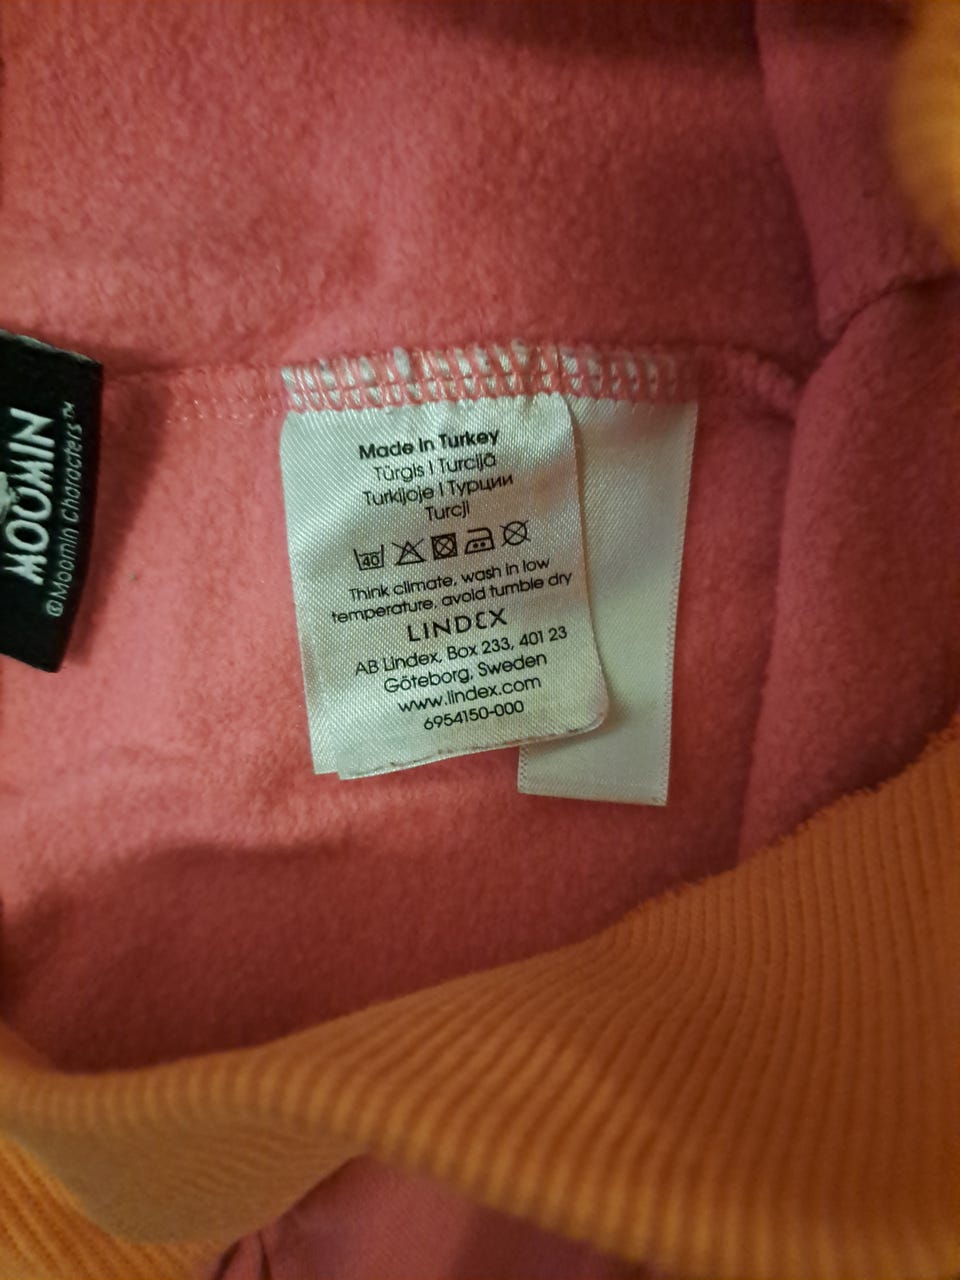 MOOMIN
©Moomin Characters™
Made in Turkey
Türgis | Turcijā
Turkijoje | Турции
Turcji
40
Think climate, wash in low
temperature, avoid tumble dry
LINDEX
AB Lindex, Box 233, 401 23
Göteborg, Sweden
www.lindex.com
6954150-000